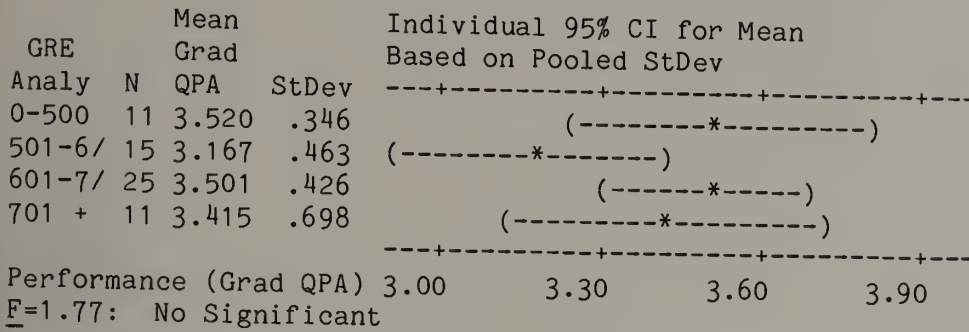 Mean
GRE Grad
Analy N QPA StDev
Individual 95% CI for Mean
Based on Pooled StDev
---+---------+---------+---------+---
0-500 11 3.520 .346 (--------*---------)
501-6/ 15 3.167 .463 (--------*-------)
601-7/ 25 3.501 .426 (------*-----)
701 + 11 3.415 .698 (---------*---------)
---+---------+---------+---------+---
Performance (Grad QPA) 3.00 3.30 3.60 3.90
F=1.77: No Significant